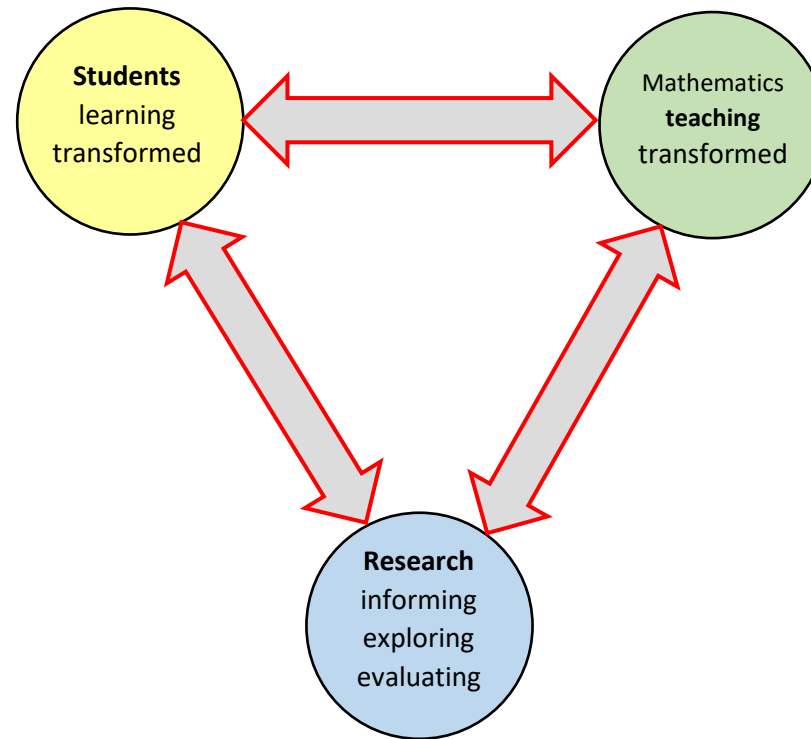 Students
learning
transformed
Mathematics
teaching
transformed
Research
informing
exploring
evaluating